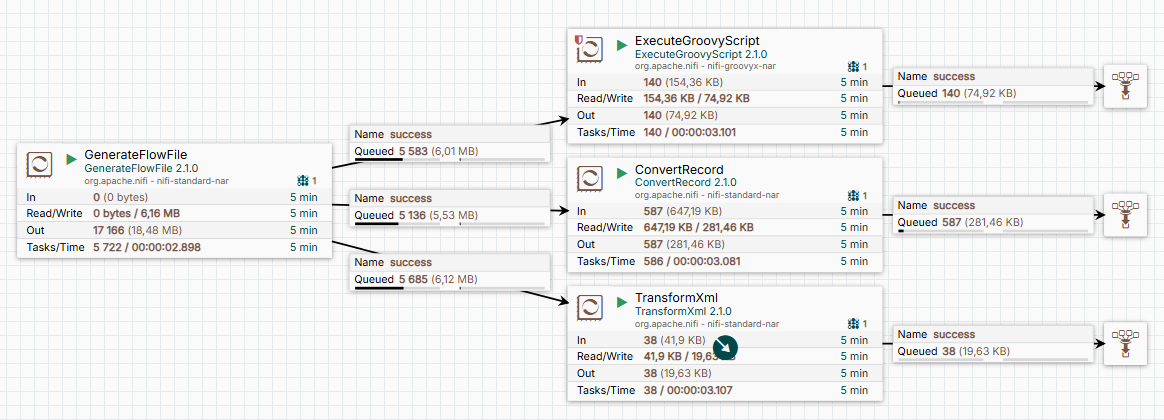 GenerateFlowFile
GenerateFlowFile 2.1.0
org.apache.nifi - nifi-standard-nar
1
In 0 (0 bytes) 5 min
Read/Write 0 bytes / 6,16 MB 5 min
Out 17 166 (18,48 MB) 5 min
Tasks/Time 5 722 / 00:00:02.898 5 min
Name success
Queued 5 583 (6,01 MB)
Name success
Queued 5 136 (5,53 MB)
Name success
Queued 5 685 (6,12 MB)
ExecuteGroovyScript
ExecuteGroovyScript 2.1.0
org.apache.nifi - nifi-groovyx-nar
1
In 140 (154,36 KB) 5 min
Read/Write 154,36 KB / 74,92 KB 5 min
Out 140 (74,92 KB) 5 min
Tasks/Time 140 / 00:00:03.101 5 min
Name success
Queued 140 (74,92 KB)
ConvertRecord
ConvertRecord 2.1.0
org.apache.nifi - nifi-standard-nar
1
In 587 (647,19 KB) 5 min
Read/Write 647,19 KB / 281,46 KB 5 min
Out 587 (281,46 KB) 5 min
Tasks/Time 586 / 00:00:03.081 5 min
Name success
Queued 587 (281,46 KB)
TransformXml
TransformXml 2.1.0
org.apache.nifi - nifi-standard-nar
1
In 38 (41,9 KB) 5 min
Read/Write 41,9 KB / 19,63 5 min
Out 38 (19,63 KB) 5 min
Tasks/Time 38 / 00:00:03.107 5 min
Name success
Queued 38 (19,63 KB)